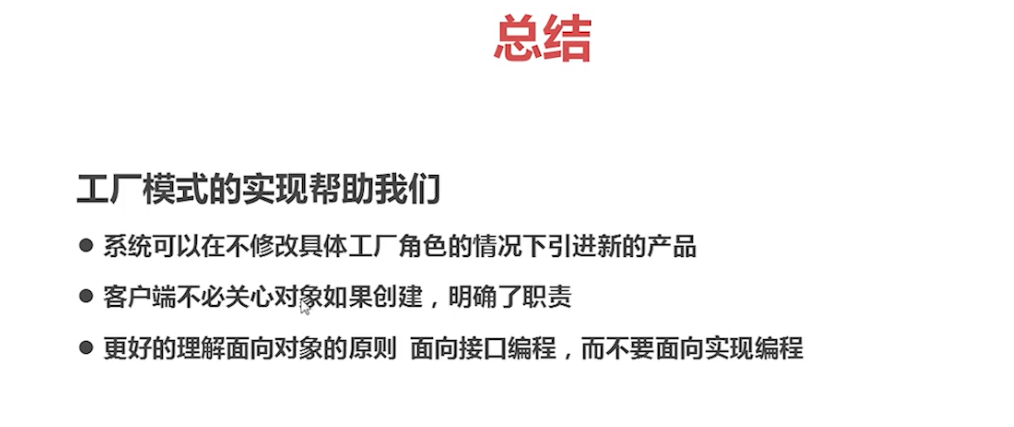 总结
工厂模式的实现帮助我们
● 系统可以在不修改具体工厂角色的情况下引进新的产品
● 客户端不必关心对象如果创建，明确了职责
● 更好的理解面向对象的原则 面向接口编程，而不要面向实现编程